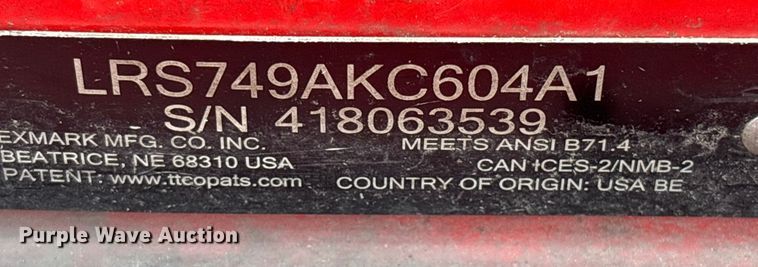 LRS749AKC604A1
S/N 418063539
EXMARK MFG. CO. INC.
MEETS ANSI B71.4
BEATRICE, NE 68310 USA
CAN ICES-2/NMB-2
PATENT: www.ttcopats.com
COUNTRY OF ORIGIN: USA BE
Purple Wave Auction